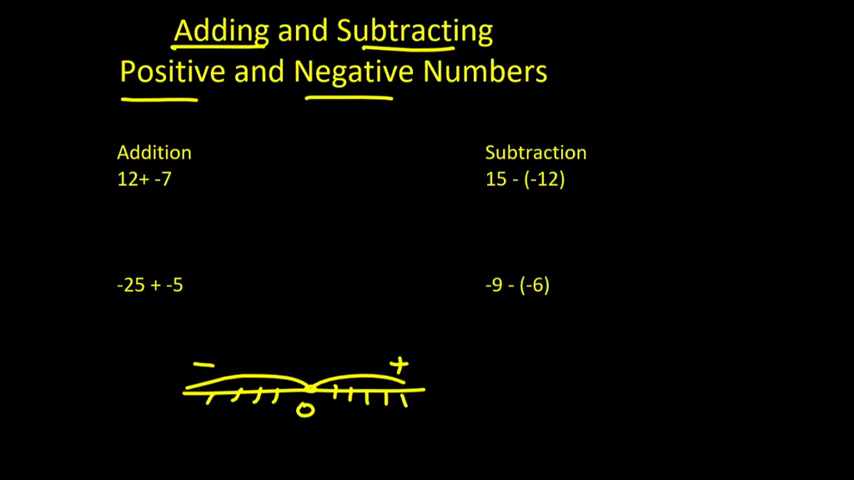 Adding and Subtracting
Positive and Negative Numbers
Addition
12+ -7
Subtraction
15 - (-12)
-25 + -5
-9 - (-6)
- +
0